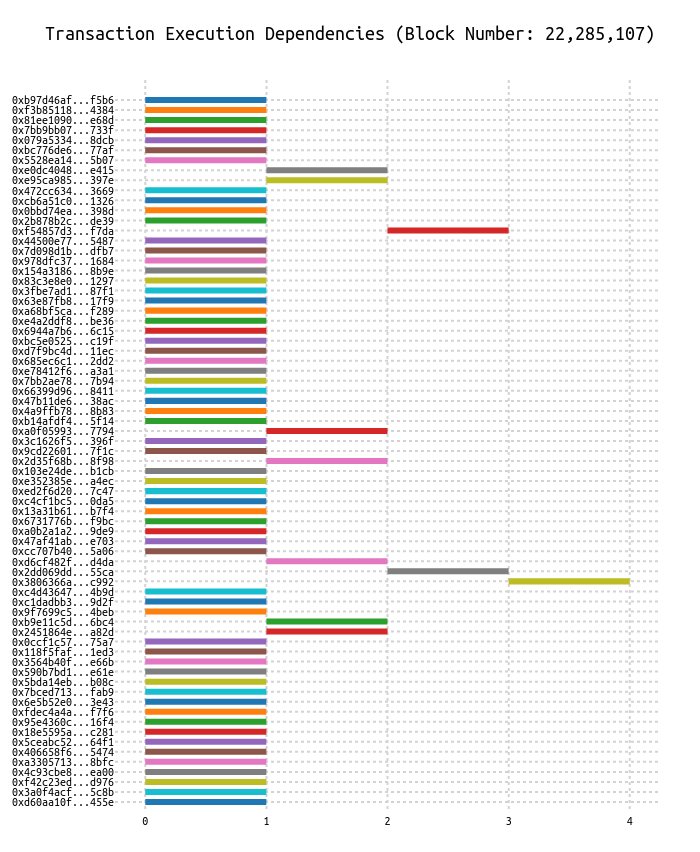 Transaction Execution Dependencies (Block Number: 22,285,107)
0xb97d46af...f5b6
0xf3b85118...4384
0x81ee1090...e68d
0x7bb9bb07...733f
0x079a5334...8dcb
0xbc776de6...77af
0x5528ea14...5b07
0xe0dc4048...e415
0xe95ca985...397e
0x472cc634...3669
0xcb6a51c0...1326
0x0bbd74ea...398d
0x2b878b2c...de39
0xf54857d3...f7da
0x44500e77...5487
0x7d098d1b...dfb7
0x978dfc37...1684
0x154a3186...8b9e
0x83c3e8e0...1297
0x3fbe7ad1...87f1
0x63e87fb8...17f9
0xa68bf5ca...f289
0xe4a2ddf8...be36
0x6944a7b6...6c15
0xbc5e0525...c19f
0xd7f9bc4d...11ec
0x685ec6c1...2dd2
0xe78412f6...a3a1
0x7bb2ae78...7b94
0x66399d96...8411
0x47b11de6...38ac
0x4a9ffb78...8b83
0xb14afdf4...5f14
0xa0f05993...7794
0x3c1626f5...396f
0x9cd22601...7f1c
0x2d35f68b...8f98
0x103e24de...b1cb
0xe352385e...a4ec
0xed2f6d20...7c47
0xc4cf1bc5...0da5
0x13a31b61...b7f4
0x6731776b...f9bc
0xa0b2a1a2...9de9
0x47af41ab...e703
0xcc707b40...5a06
0xd6cf482f...d4da
0x2dd069dd...55ca
0x3806366a...c992
0xc4d43647...4b9d
0xc1dadbb3...9d2f
0x9f7699c5...4beb
0xb9e11c5d...6bc4
0x2451864e...a82d
0x0ccf1c57...75a7
0x118f5faf...1ed3
0x3564b40f...e66b
0x590b7bd1...e61e
0x5bda14eb...b08c
0x7bced713...fab9
0x6e5b52e0...3e43
0xfdec4a4a...f7f6
0x95e4360c...16f4
0x18e5595a...c281
0x5ceabc52...64f1
0x406658f6...5474
0xa3305713...8bfc
0x4c93cbe8...ea00
0xf42c23ed...d976
0x3a0f4acf...5c8b
0xd60aa10f...455e
0 1 2 3 4